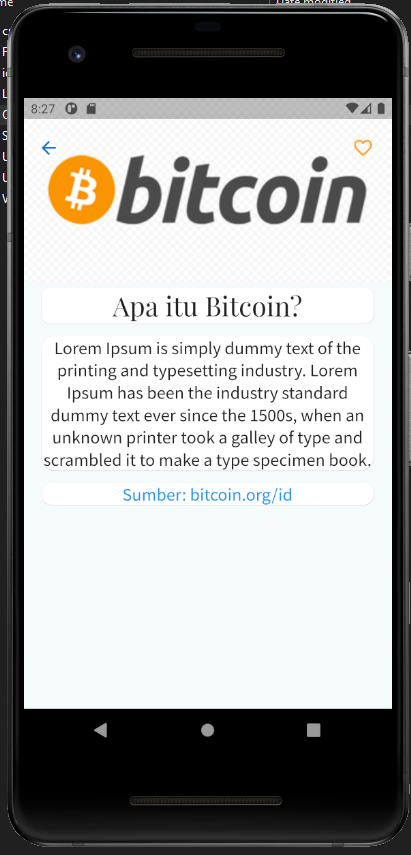 Date modified
8:27
bitcoin
Apa itu Bitcoin?
Lorem Ipsum is simply dummy text of the
printing and typesetting industry. Lorem
Ipsum has been the industry standard
dummy text ever since the 1500s, when an
unknown printer took a galley of type and
scrambled it to make a type specimen book.
Sumber: bitcoin.org/id